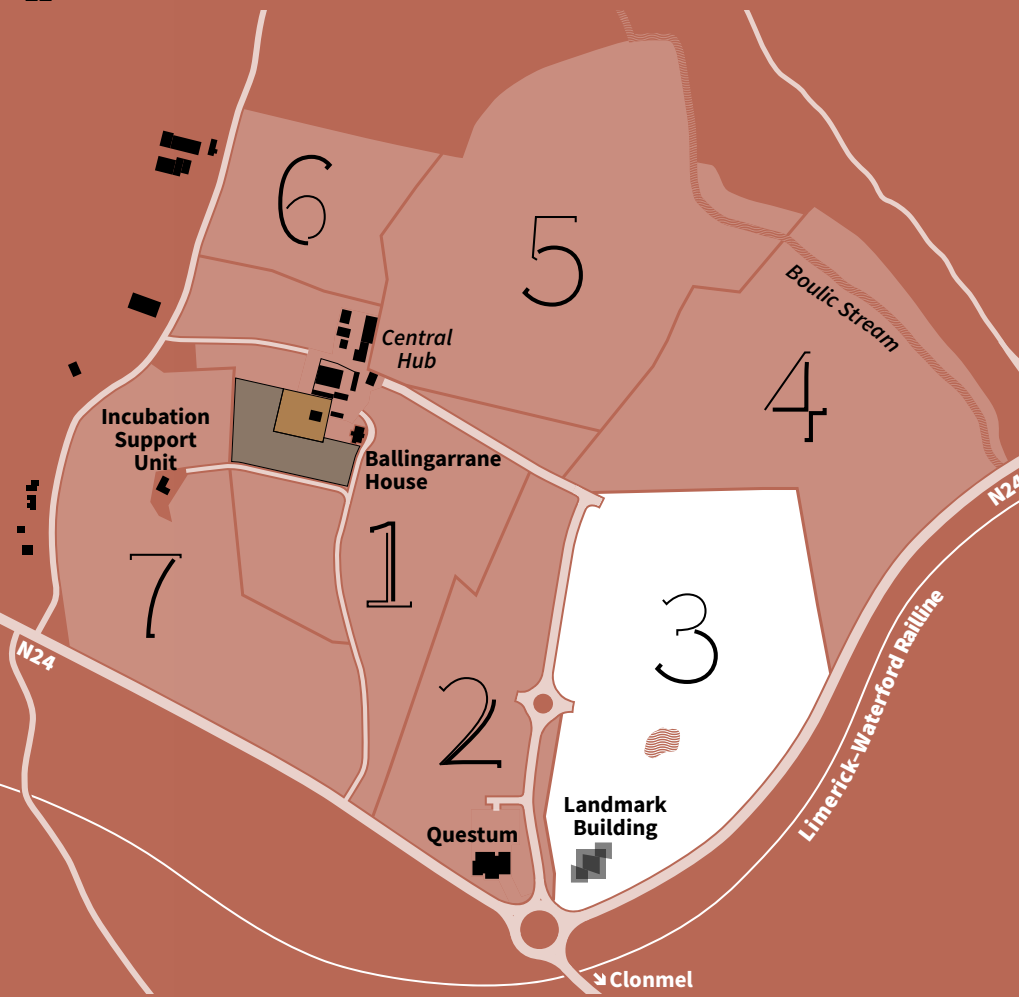 6
5
Boulic Stream
Central
Hub
4
Incubation
Support
Unit
Ballingarrane
House
N24
1
7
3
N24
2
Limerick-Waterford Railline
Landmark
Building
Questum
Clonmel